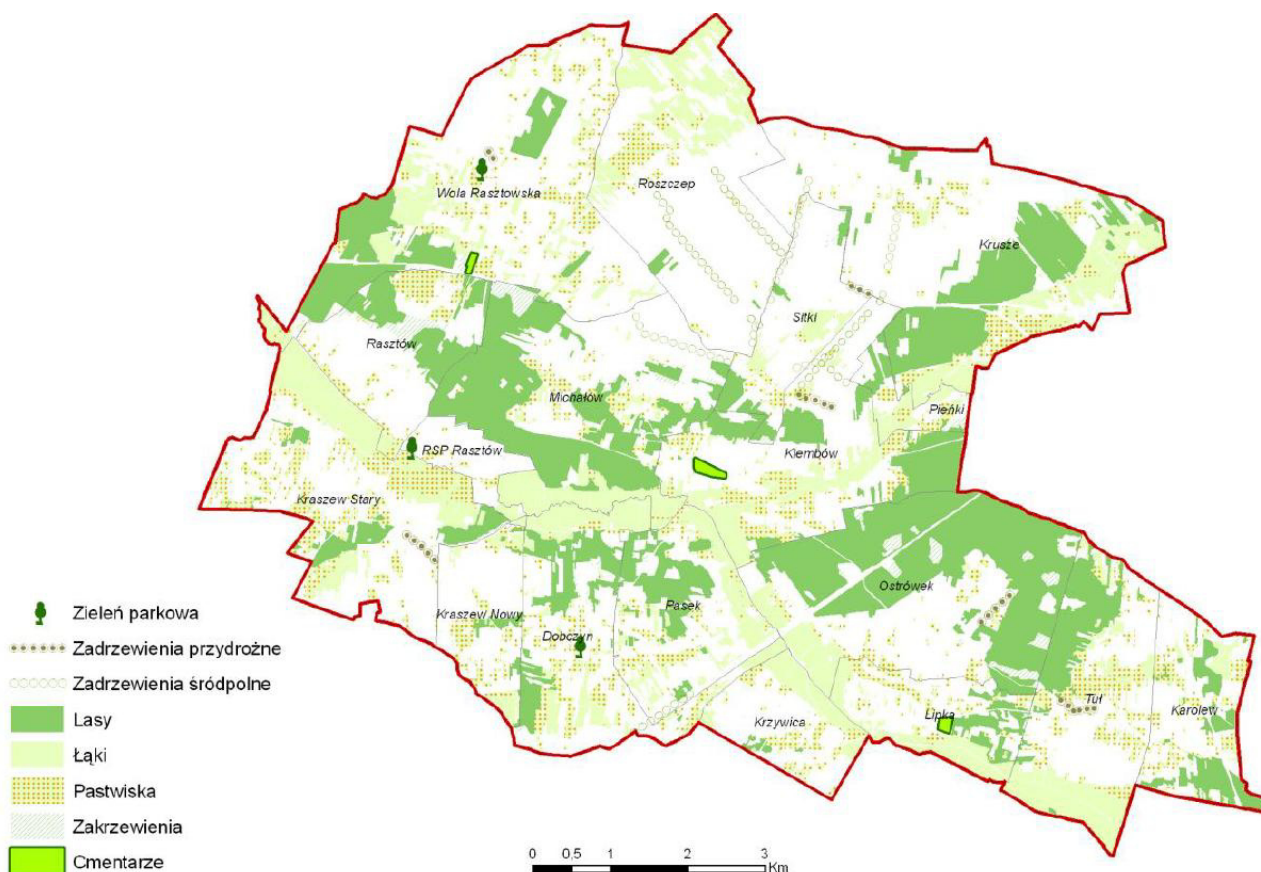 Wola Rasztowska
Roszczep
Krusze
Sitki
Rasztów
Michałów
Pieńki
RSP Rasztów
Klembów
Kraszew Stary
Ostrówek
Kraszew Nowy
Pasek
Dobczyn
Krzywica
Lipka
Tuł
Karolew
Zieleń parkowa
Zadrzewienia przydrożne
Zadrzewienia śródpolne
Lasy
Łąki
Pastwiska
Zakrzewienia
Cmentarze
0 0,5 1 2 3
Km